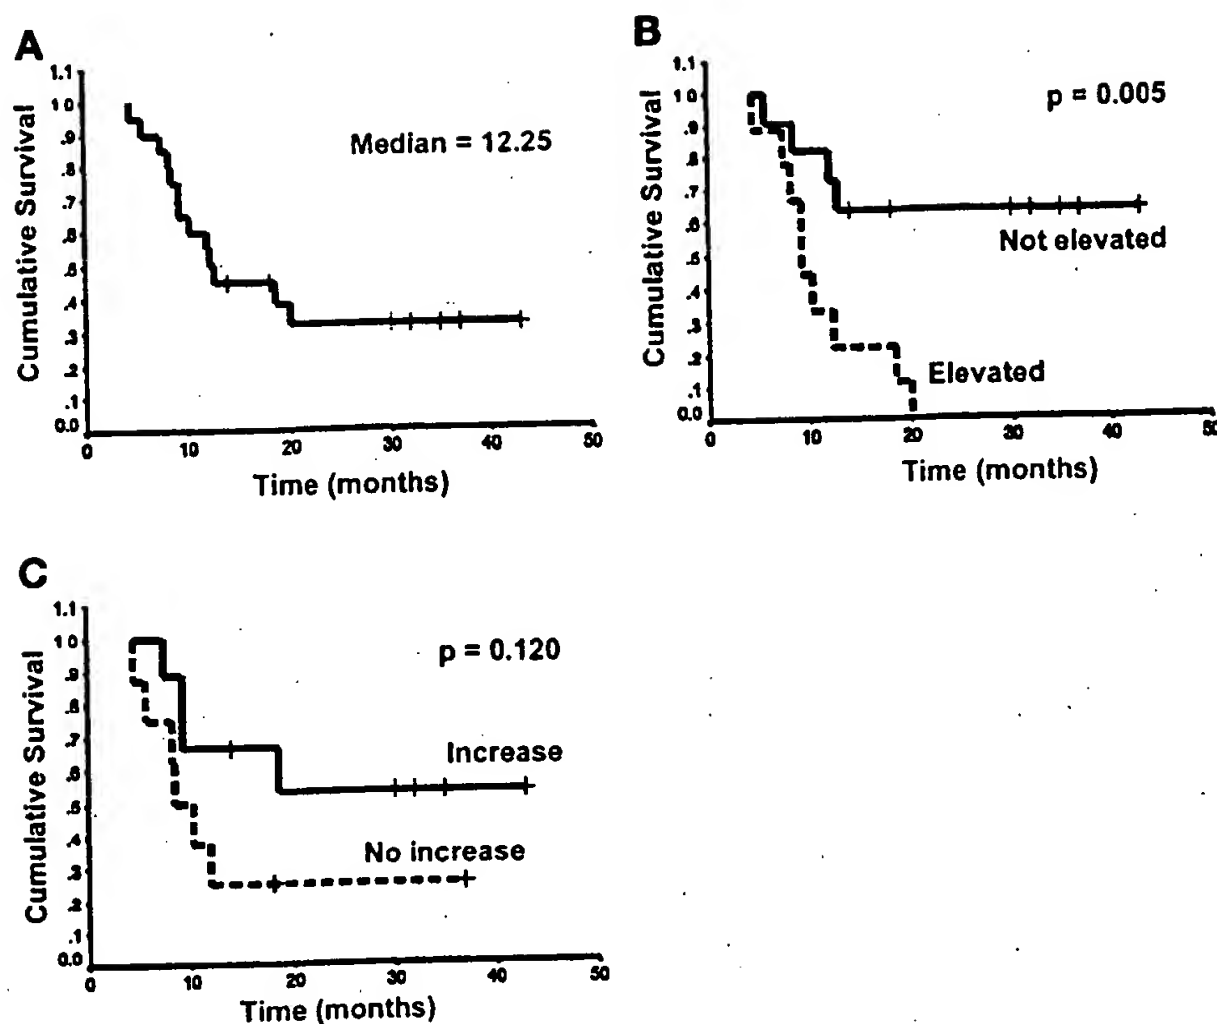 A
1.1
1 0
.9
.8
.7
.6
.5
.4
.3
.2
.1
0.0
0 10 20 30 40 50
Cumulative Survival
Median = 12.25
Time (months)
B
1.1
1 0
.9
.8
.7
.6
.5
.4
.3
.2
.1
0.0
0 10 20 30 40 50
Cumulative Survival
p = 0.005
Not elevated
Elevated
Time (months)
C
1.1
1 0
.9
.8
.7
.6
.5
.4
.3
.2
.1
0.0
0 10 20 30 40 50
Cumulative Survival
p = 0.120
Increase
No increase
Time (months)